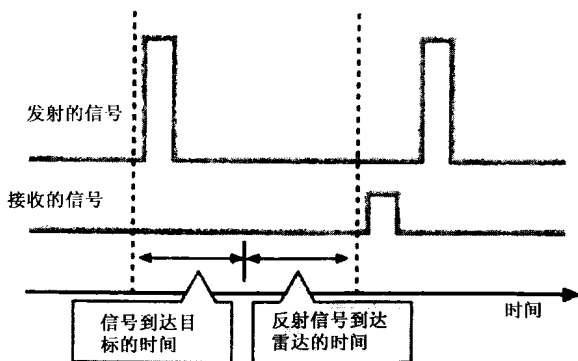 发射的信号
接收的信号
时间
信号到达目
标的时间
反射信号到达
雷达的时间